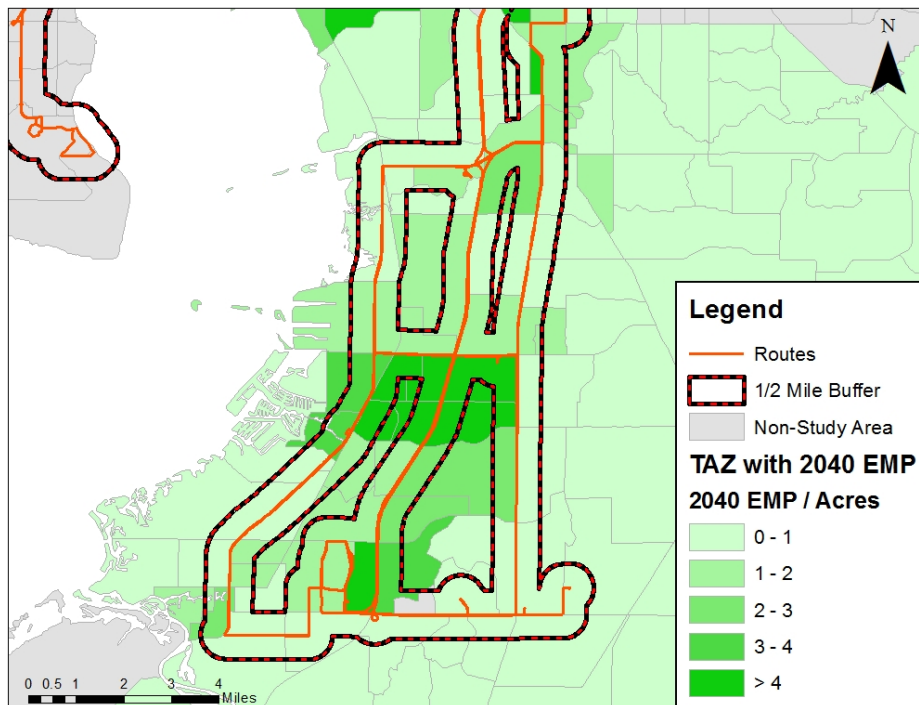 N
Legend
Routes
1/2 Mile Buffer
Non-Study Area
TAZ with 2040 EMP
2040 EMP / Acres
0 - 1
1 - 2
2 - 3
3 - 4
> 4
0 0.5 1 2 3 4
Miles